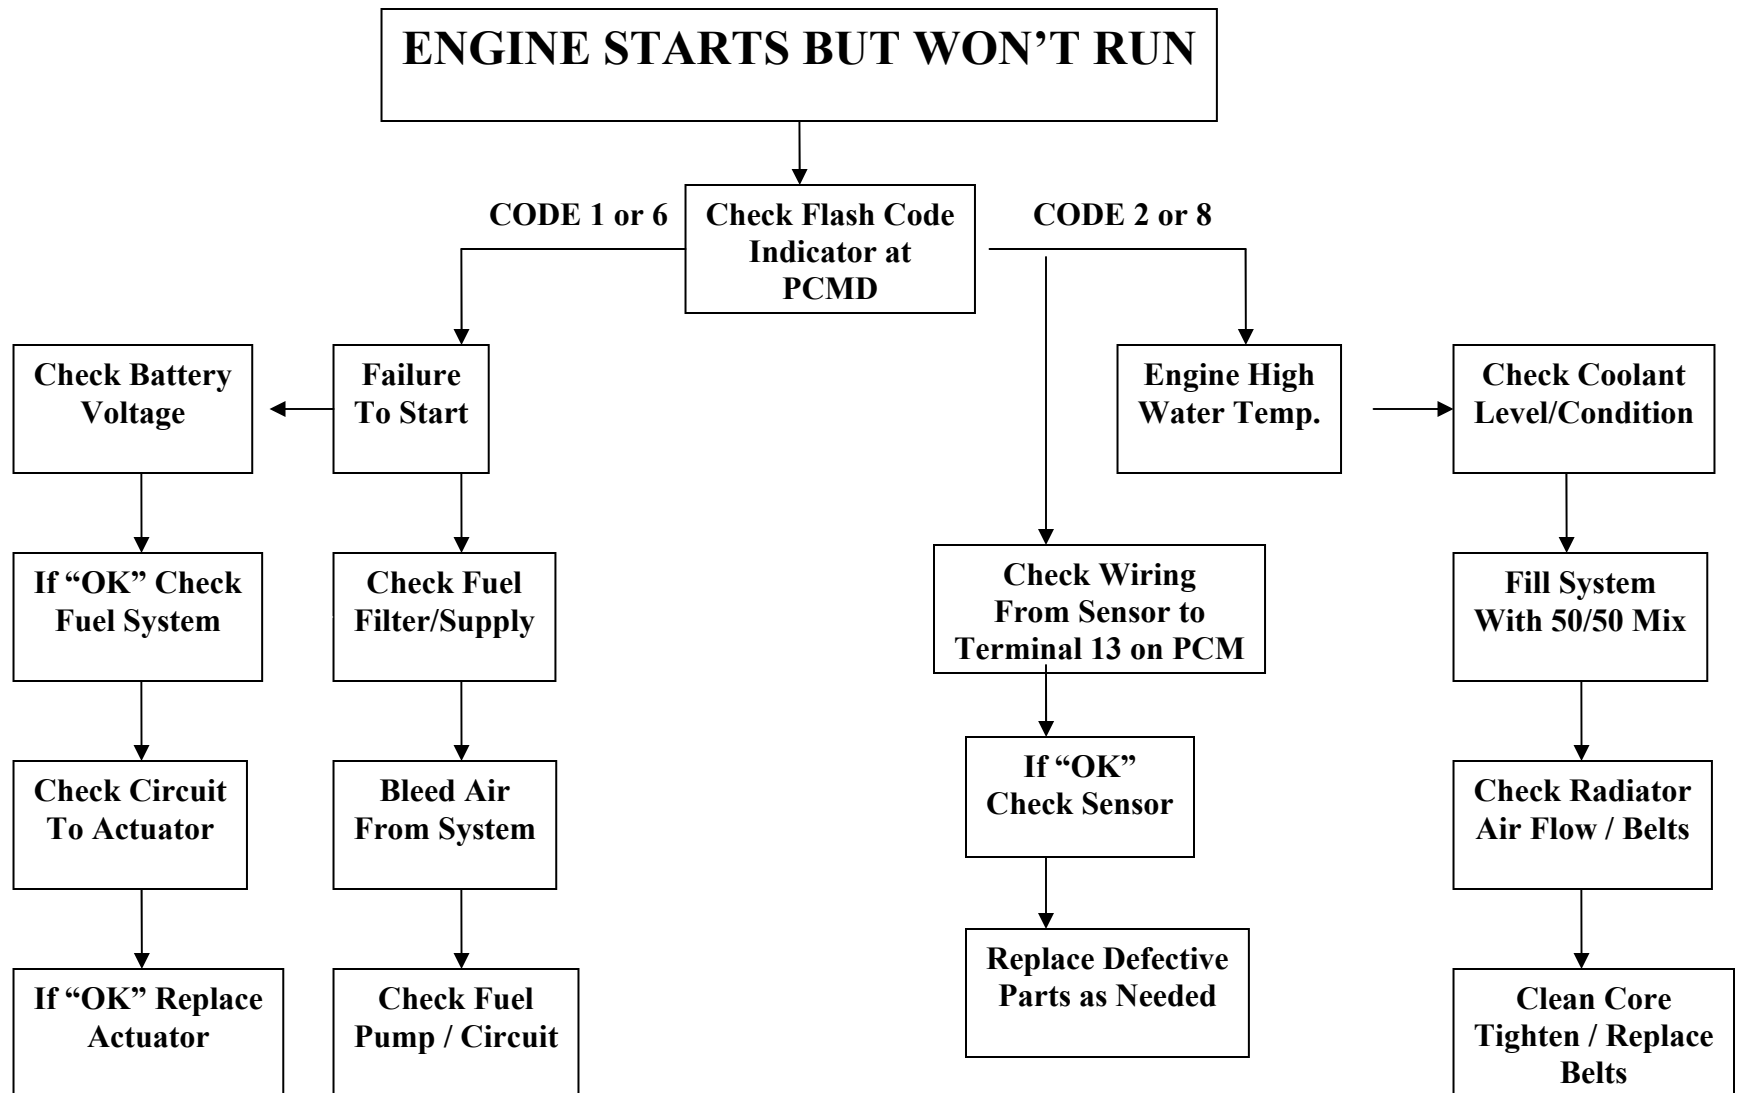 ENGINE STARTS BUT WON’T RUN
CODE 1 or 6
Check Flash Code
Indicator at
PCMD
CODE 2 or 8
Check Battery
Voltage
Failure
To Start
Engine High
Water Temp.
Check Coolant
Level/Condition
If “OK” Check
Fuel System
Check Fuel
Filter/Supply
Check Wiring
From Sensor to
Terminal 13 on PCM
Fill System
With 50/50 Mix
Check Circuit
To Actuator
Bleed Air
From System
If “OK”
Check Sensor
Check Radiator
Air Flow / Belts
If “OK” Replace
Actuator
Check Fuel
Pump / Circuit
Replace Defective
Parts as Needed
Clean Core
Tighten / Replace
Belts